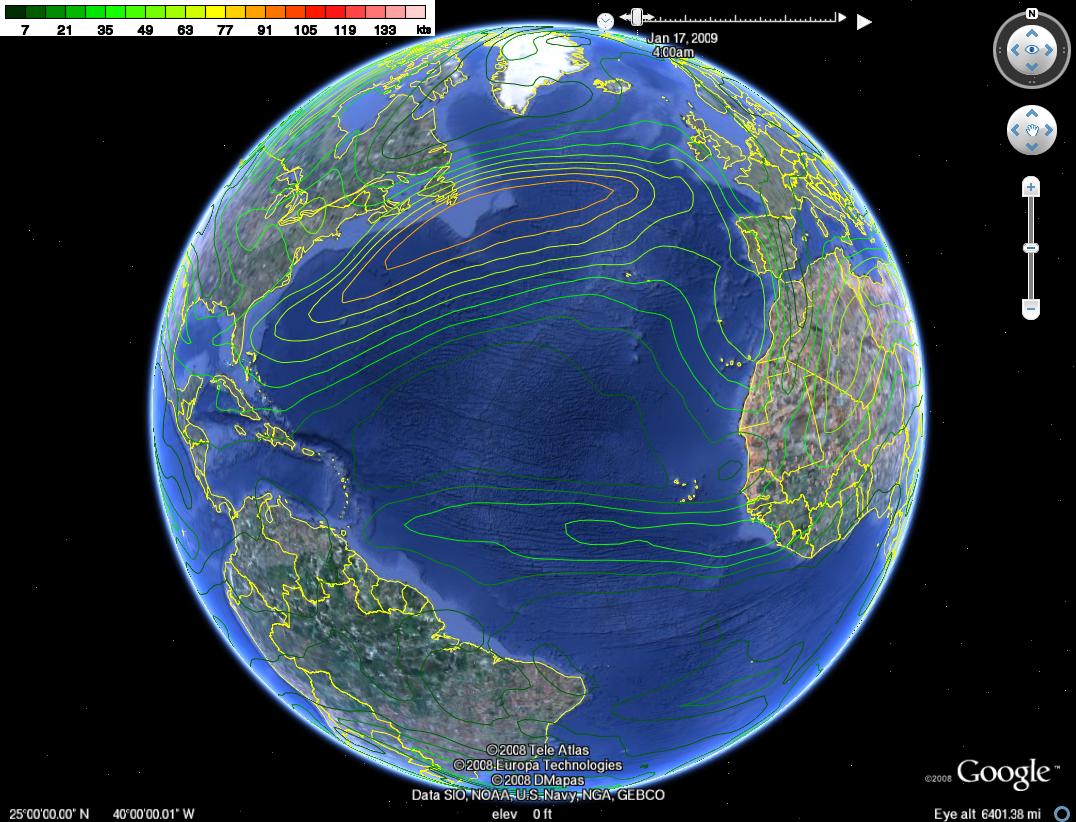 7 21 35 49 63 77 91 105 119 133 kts
Jan 17, 2009
4:00am
N
©2008 Tele Atlas
©2008 Europa Technologies
©2008 DMapas
Data SIO, NOAA, U.S. Navy, NGA, GEBCO
©2008 Google™
25°00'00.00" N 40°00'00.01" W elev 0 ft Eye alt 6401.38 mi